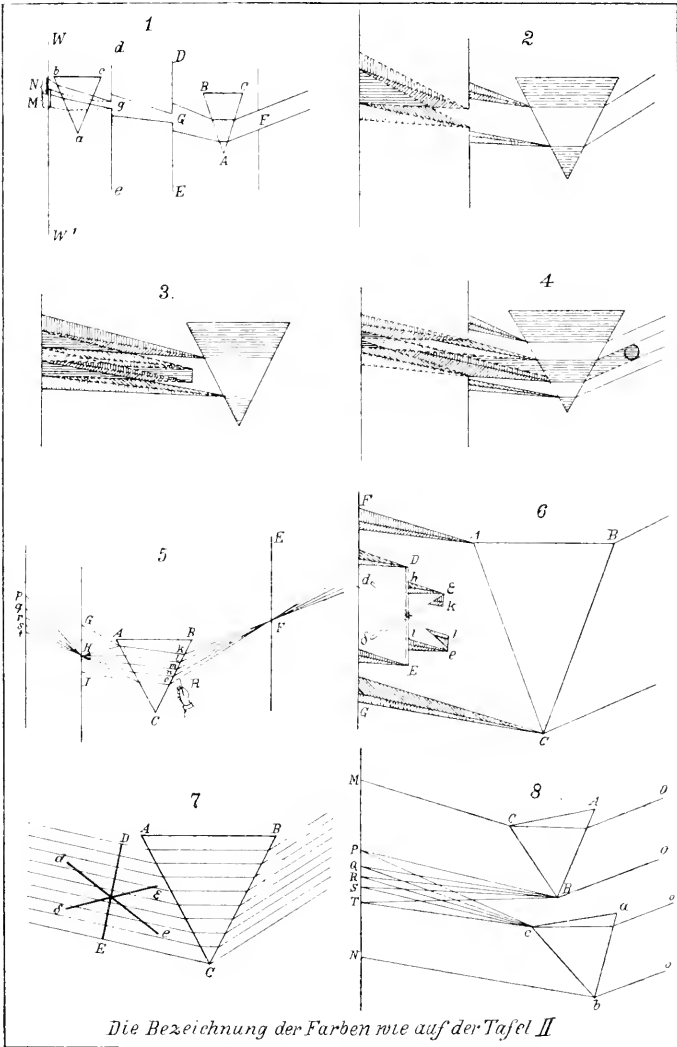 1
W
d
D
N
b
c
B
C
M
g
G
F
a
A
e
E
W'
2
3.
4
5
E
p
q
r
s
t
G
A
B
F
H
k
I
R
C
6
F
A
B
D
d
h
ξ
k
δ
i
l
e
E
G
C
7
A
B
D
d
ξ
δ
e
E
C
8
M
A
O
C
P
O
Q
R
S
B
T
a
o
c
N
o
b
Die Bezeichnung der Farben wie auf der Tafel II